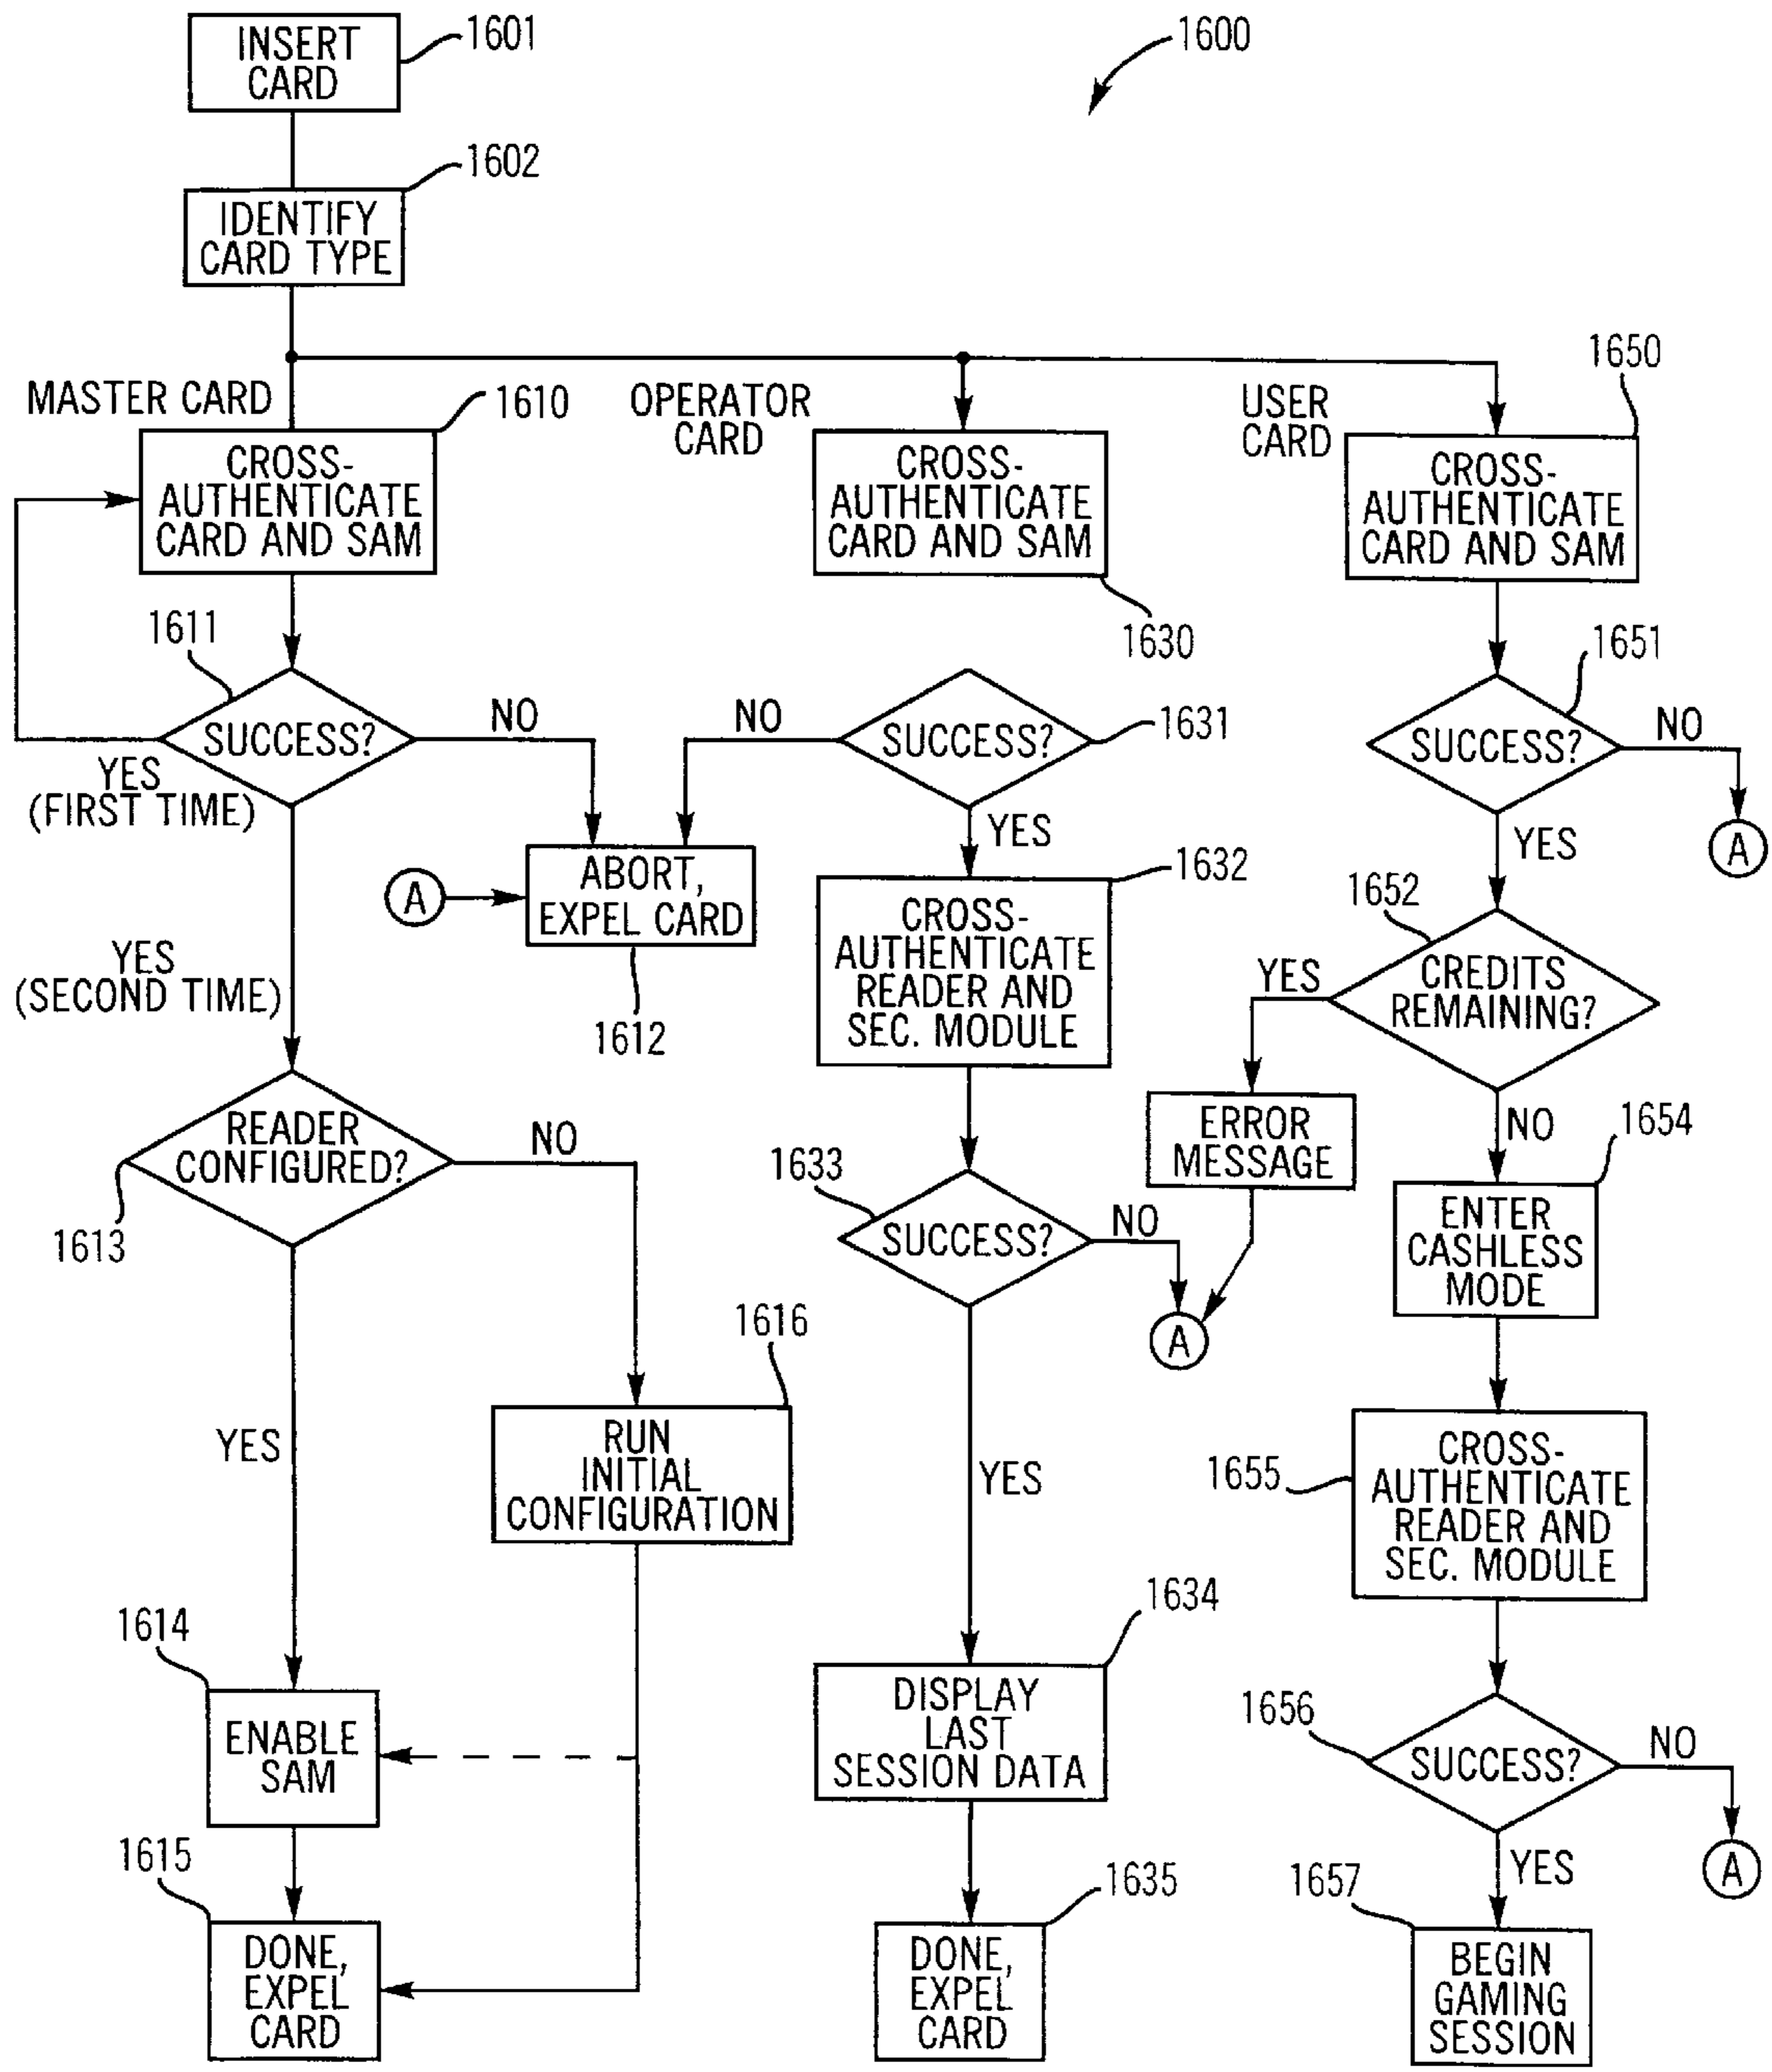 1600
INSERT
CARD
1601
IDENTIFY
CARD TYPE
1602
MASTER CARD
OPERATOR
CARD
USER
CARD
CROSS-
AUTHENTICATE
CARD AND SAM
1610
SUCCESS?
1611
YES
(FIRST TIME)
NO
ABORT,
EXPEL CARD
1612
A
YES
(SECOND TIME)
READER
CONFIGURED?
1613
NO
YES
RUN
INITIAL
CONFIGURATION
1616
ENABLE
SAM
1614
DONE,
EXPEL
CARD
1615
CROSS-
AUTHENTICATE
CARD AND SAM
1630
SUCCESS?
1631
NO
YES
CROSS-
AUTHENTICATE
READER AND
SEC. MODULE
1632
SUCCESS?
1633
NO
A
YES
DISPLAY
LAST
SESSION DATA
1634
DONE,
EXPEL
CARD
1635
CROSS-
AUTHENTICATE
CARD AND SAM
1650
SUCCESS?
1651
NO
A
YES
CREDITS
REMAINING?
1652
YES
ERROR
MESSAGE
NO
ENTER
CASHLESS
MODE
1654
CROSS-
AUTHENTICATE
READER AND
SEC. MODULE
1655
SUCCESS?
1656
NO
A
YES
BEGIN
GAMING
SESSION
1657